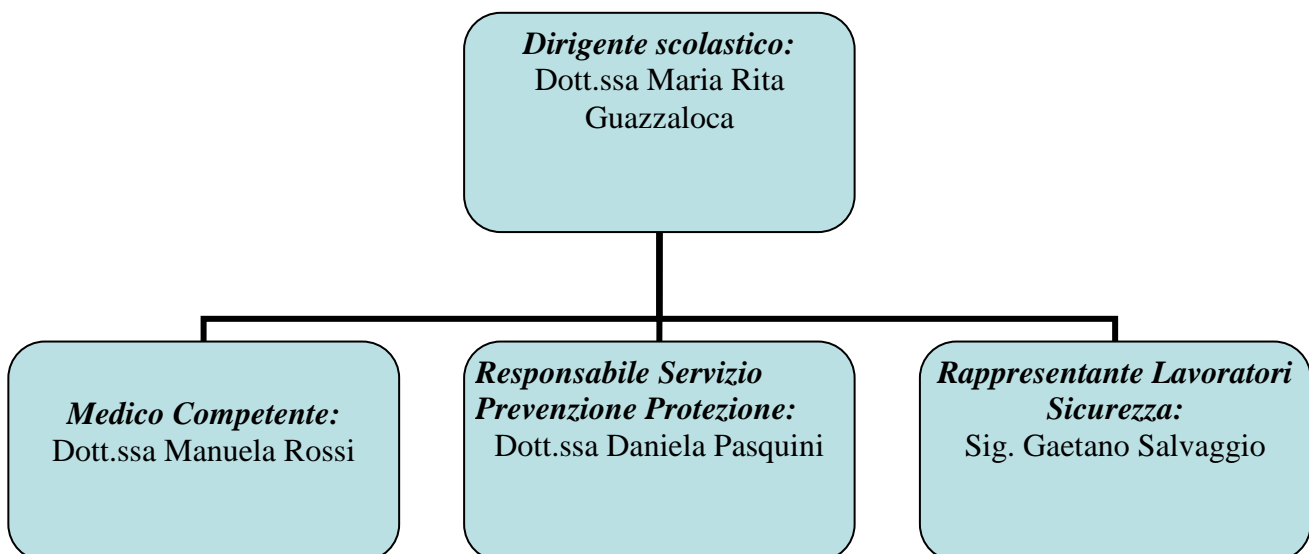 Dirigente scolastico:
Dott.ssa Maria Rita
Guazzaloca
Medico Competente:
Dott.ssa Manuela Rossi
Responsabile Servizio
Prevenzione Protezione:
Dott.ssa Daniela Pasquini
Rappresentante Lavoratori
Sicurezza:
Sig. Gaetano Salvaggio